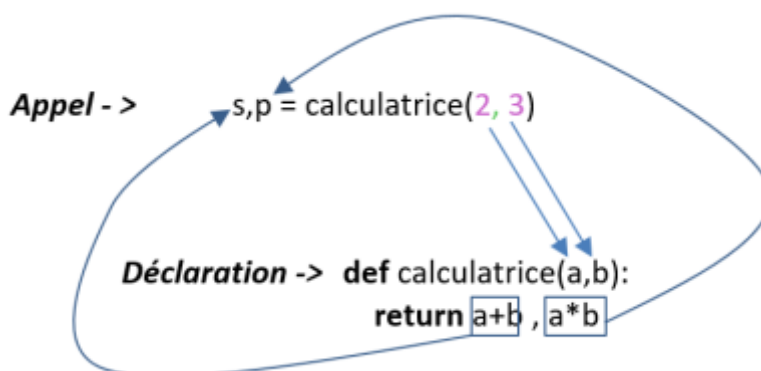 Appel - > s,p = calculatrice(2, 3)
Déclaration -> def calculatrice(a,b):
return a+b , a*b